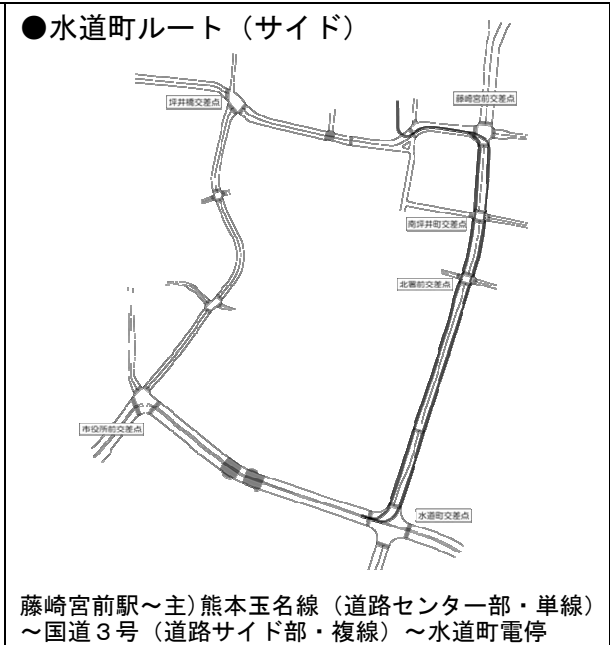 ●水道町ルート（サイド）
坪井橋交差点
藤崎宮前交差点
南坪井町交差点
北署前交差点
市役所前交差点
水道町交差点
藤崎宮前駅～主)熊本玉名線（道路センター部・単線）
～国道３号（道路サイド部・複線）～水道町電停